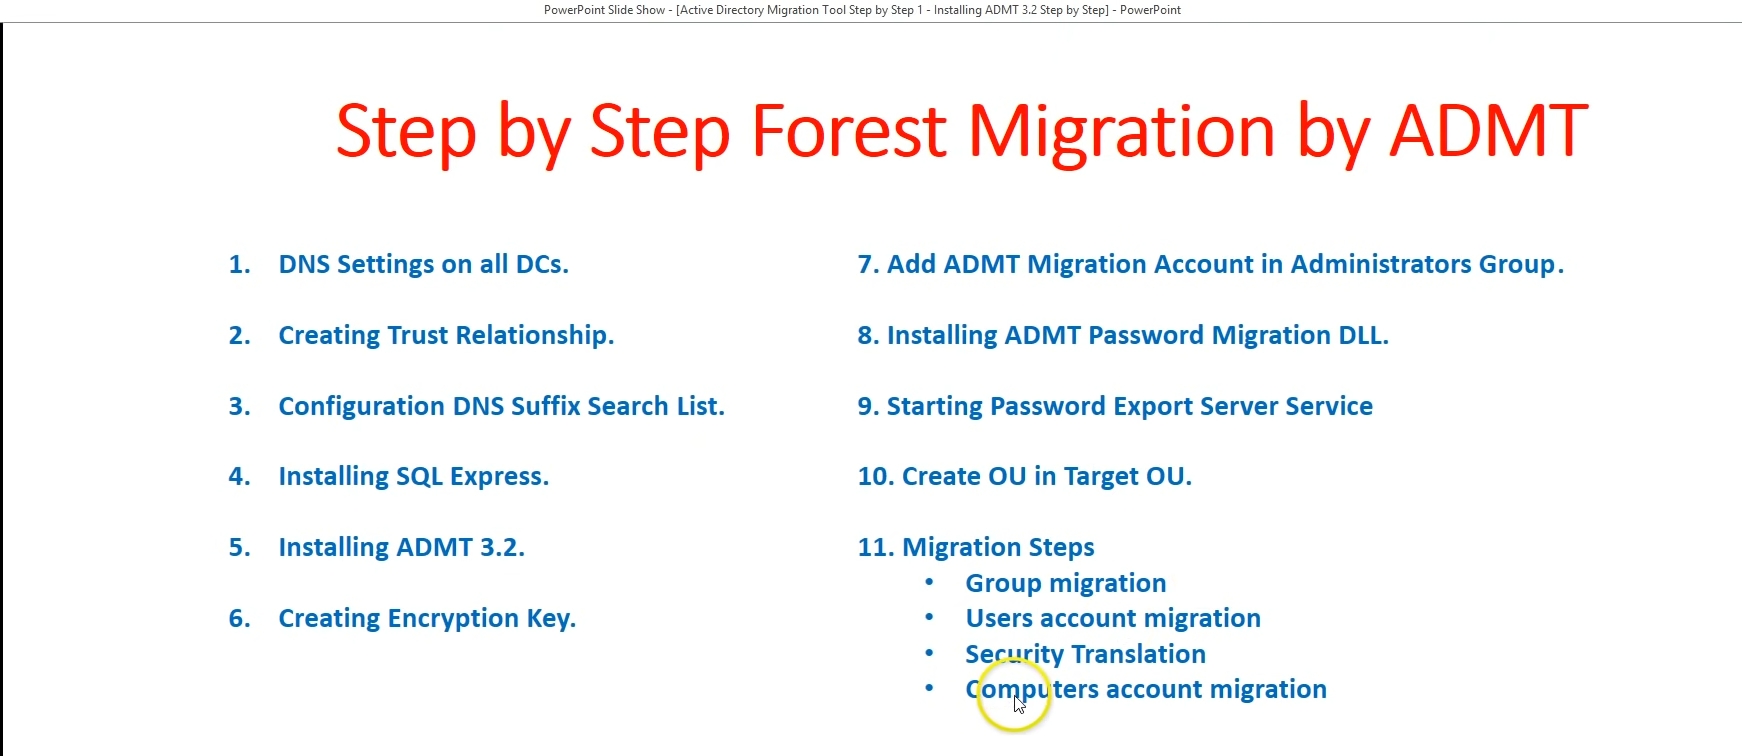 PowerPoint Slide Show - [Active Directory Migration Tool Step by Step 1 - Installing ADMT 3.2 Step by Step] - PowerPoint
Step by Step Forest Migration by ADMT
1. DNS Settings on all DCs.
2. Creating Trust Relationship.
3. Configuration DNS Suffix Search List.
4. Installing SQL Express.
5. Installing ADMT 3.2.
6. Creating Encryption Key.
7. Add ADMT Migration Account in Administrators Group.
8. Installing ADMT Password Migration DLL.
9. Starting Password Export Server Service
10. Create OU in Target OU.
11. Migration Steps
• Group migration
• Users account migration
• Security Translation
• Computers account migration